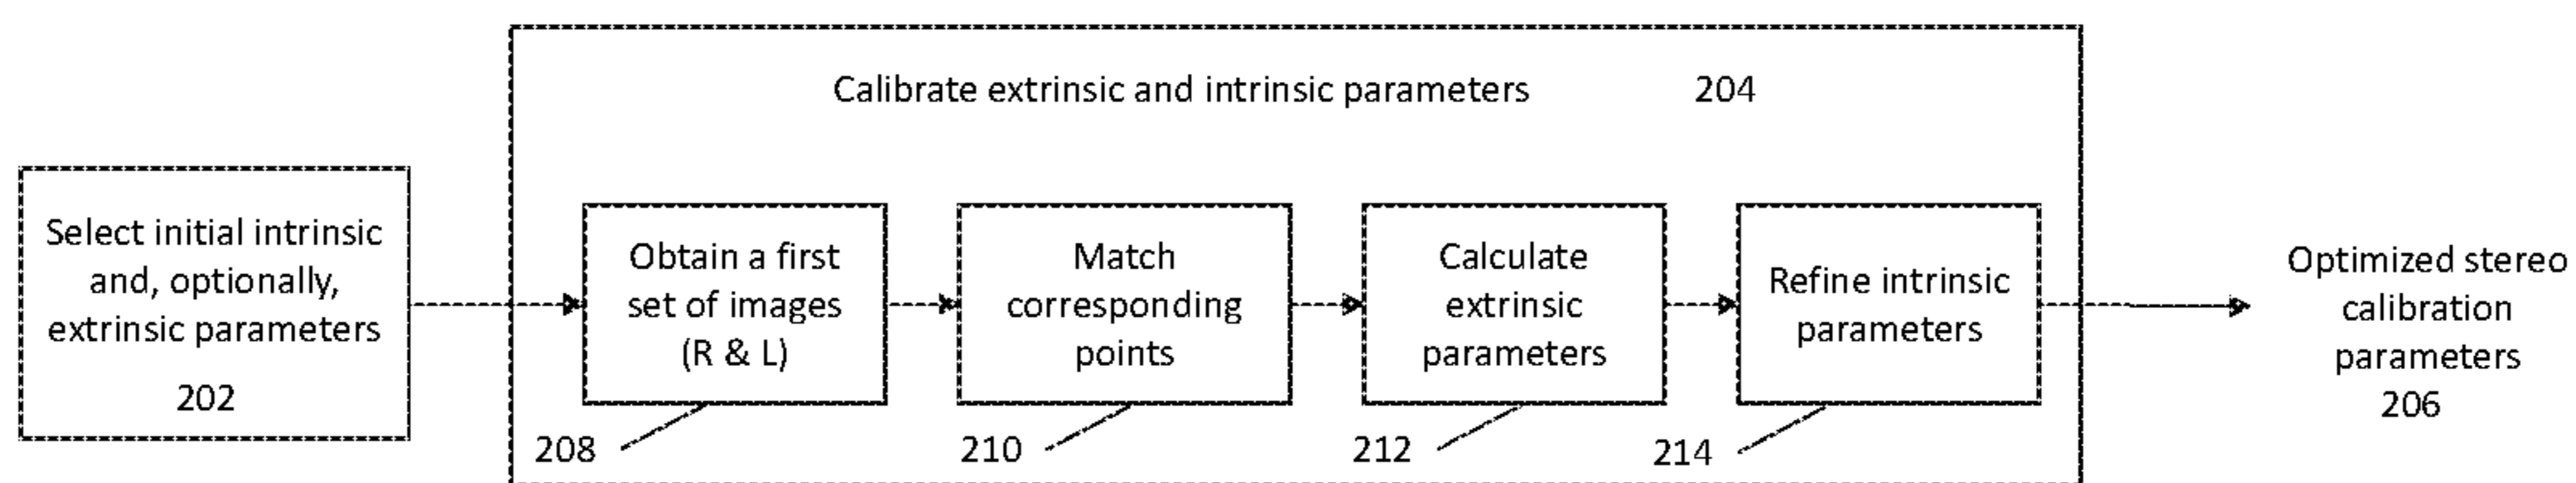 Calibrate extrinsic and intrinsic parameters 204
Select initial intrinsic
and, optionally,
extrinsic parameters
202
Obtain a first
set of images
(R & L)
208
Match
corresponding
points
210
Calculate
extrinsic
parameters
212
Refine intrinsic
parameters
214
Optimized stereo
calibration
parameters
206